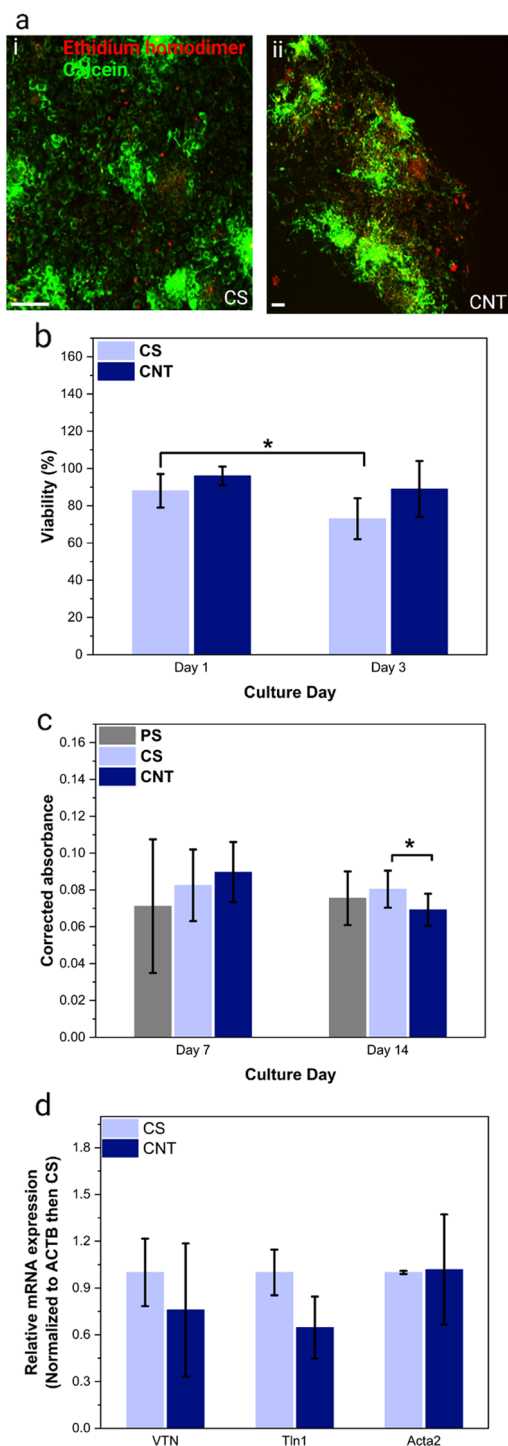 a
i
Ethidium homodimer
Calcein
CS
ii
CNT
b
CS
CNT
*
160
140
120
100
80
60
40
20
0
Viability (%)
Day 1
Day 3
Culture Day
c
PS
CS
CNT
*
0.16
0.14
0.12
0.10
0.08
0.06
0.04
0.02
0.00
Corrected absorbance
Day 7
Day 14
Culture Day
d
CS
CNT
1.8
1.5
1.2
0.9
0.6
0.3
0.0
Relative mRNA expression
(Normalized to ACTB then CS)
VTN
Tln1
Acta2